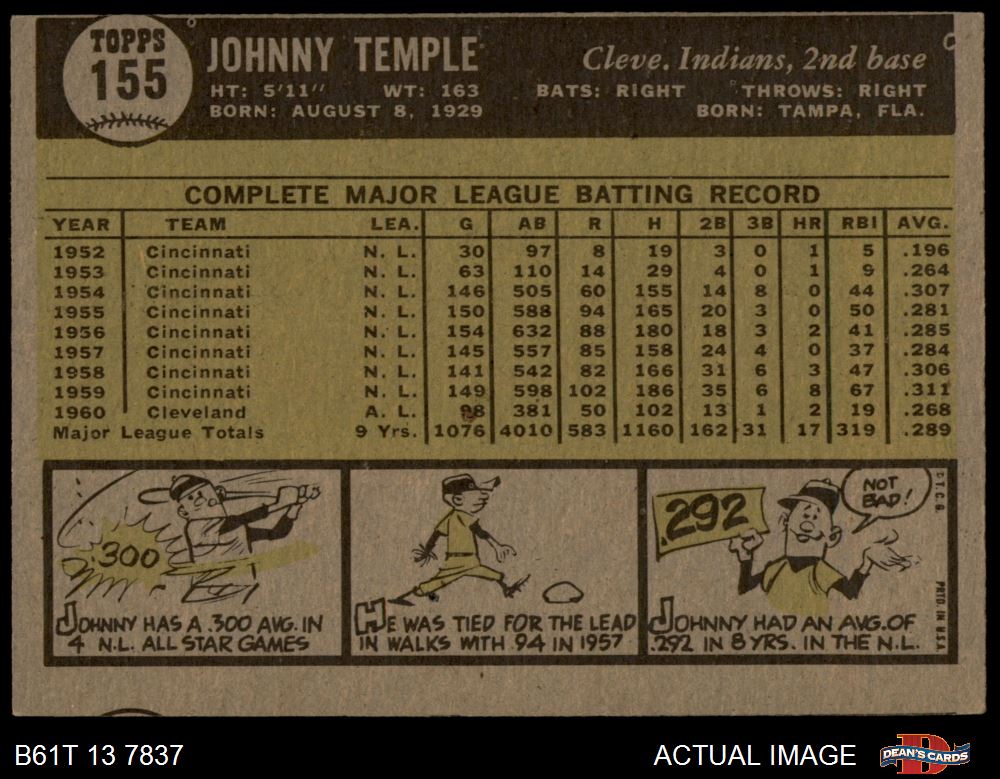 TOPPS
155
JOHNNY TEMPLE
Cleve. Indians, 2nd base
HT: 5'11" WT: 163 BATS: RIGHT THROWS: RIGHT
BORN: AUGUST 8, 1929 BORN: TAMPA, FLA.
COMPLETE MAJOR LEAGUE BATTING RECORD
YEAR TEAM LEA. G AB R H 2B 3B HR RBI AVG.
1952 Cincinnati N. L. 30 97 8 19 3 0 1 5 .196
1953 Cincinnati N. L. 63 110 14 29 4 0 1 9 .264
1954 Cincinnati N. L. 146 505 60 155 14 8 0 44 .307
1955 Cincinnati N. L. 150 588 94 165 20 3 0 50 .281
1956 Cincinnati N. L. 154 632 88 180 18 3 2 41 .285
1957 Cincinnati N. L. 145 557 85 158 24 4 0 37 .284
1958 Cincinnati N. L. 141 542 82 166 31 6 3 47 .306
1959 Cincinnati N. L. 149 598 102 186 35 6 8 67 .311
1960 Cleveland A. L. 98 381 50 102 13 1 2 19 .268
Major League Totals 9 Yrs. 1076 4010 583 1160 162 31 17 319 .289
300
JOHNNY HAS A .300 AVG. IN
4 N.L. ALL STAR GAMES
HE WAS TIED FOR THE LEAD
IN WALKS WITH 94 IN 1957
.292
NOT
BAD!
JOHNNY HAD AN AVG. OF
.292 IN 8 YRS. IN THE N.L.
© T. C. G.
PRTD. IN U.S.A.
B61T 13 7837
ACTUAL IMAGE
DEAN'S CARDS